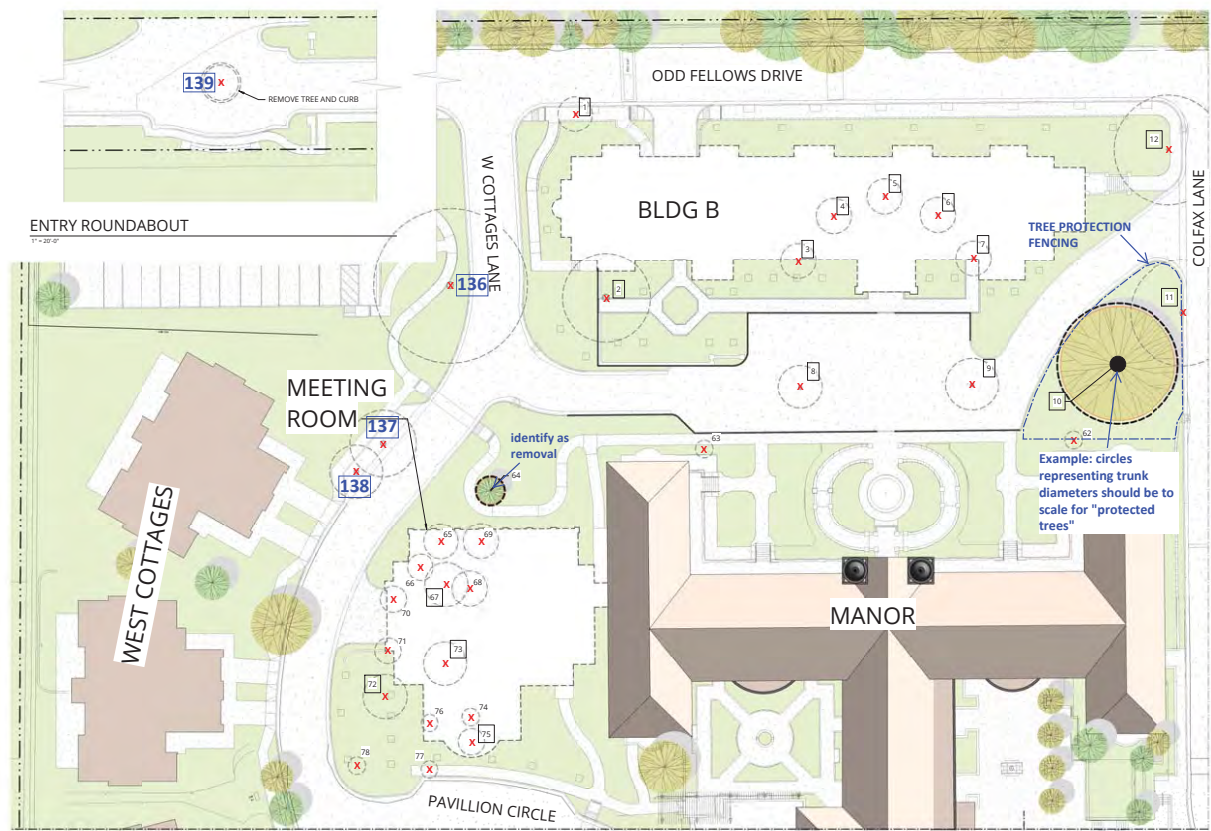 139
REMOVE TREE AND CURB
ENTRY ROUNDABOUT
1" = 20'-0"
ODD FELLOWS DRIVE
W COTTAGES LANE
COLFAX LANE
BLDG B
1
2
3
4
5
6
7
8
9
10
11
12
TREE PROTECTION
FENCING
136
MEETING
ROOM
137
138
identify as
removal
64
63
62
Example: circles
representing trunk
diameters should be to
scale for "protected
trees"
WEST COTTAGES
MANOR
65
69
66
67
68
70
71
72
73
74
75
76
77
78
PAVILLION CIRCLE